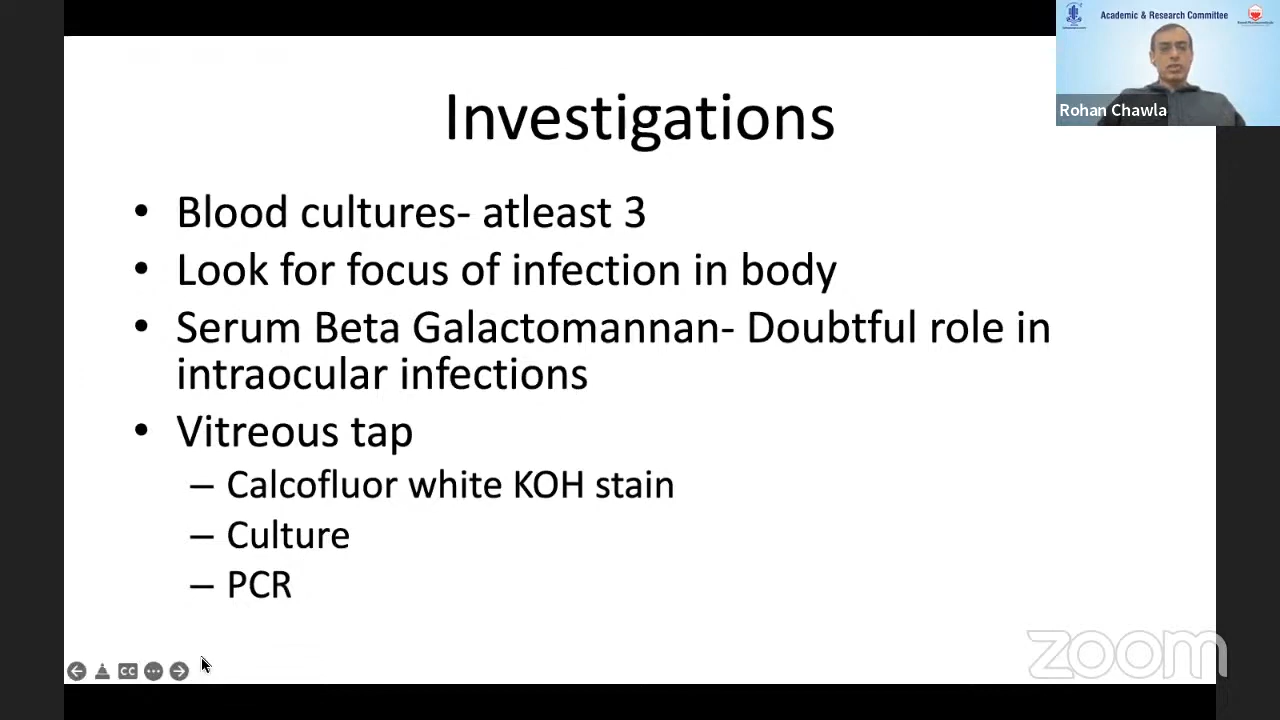 Academic & Research Committee
Rohan Chawla
Investigations
• Blood cultures- atleast 3
• Look for focus of infection in body
• Serum Beta Galactomannan- Doubtful role in
intraocular infections
• Vitreous tap
– Calcofluor white KOH stain
– Culture
– PCR
CC
zoom